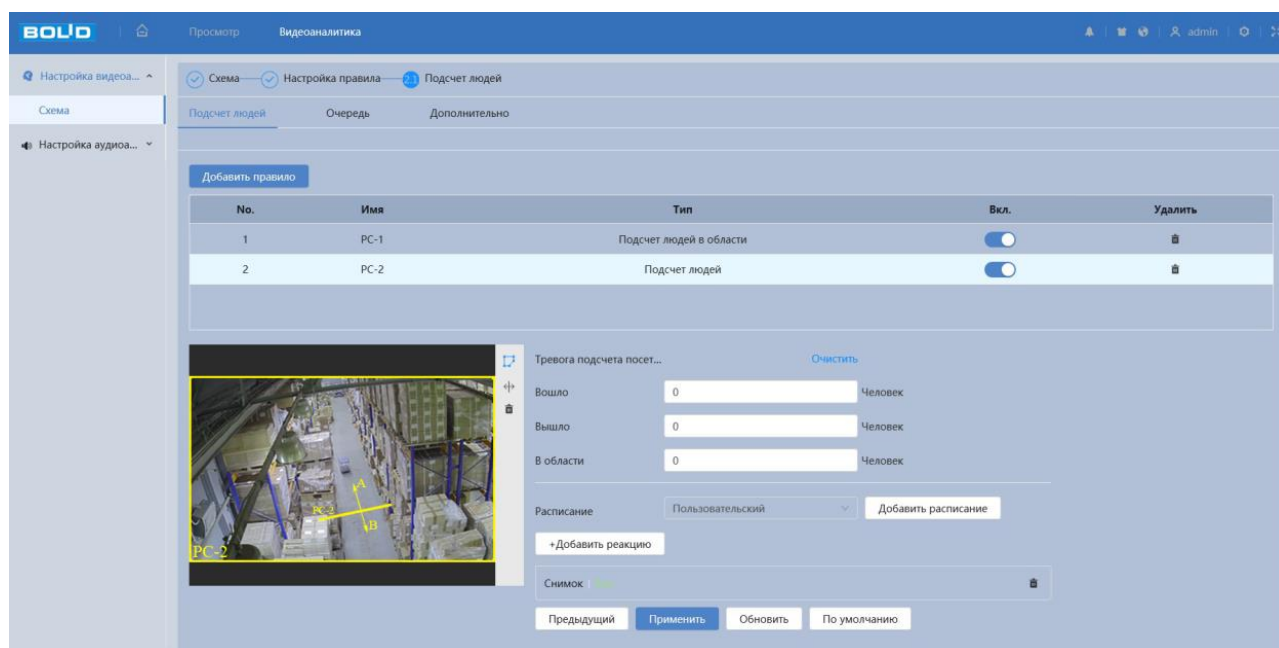 BOLID Просмотр Видеоаналитика admin
Настройка видеоа... Схема Настройка правила 2.1 Подсчет людей
Схема Подсчет людей Очередь Дополнительно
Настройка аудиоа...
Добавить правило
No. Имя Тип Вкл. Удалить
1 PC-1 Подсчет людей в области
2 PC-2 Подсчет людей
Тревога подсчета посет... Очистить
Вошло 0 Человек
Вышло 0 Человек
В области 0 Человек
A
PC-2
B
PC-2
Расписание Пользовательский Добавить расписание
+Добавить реакцию
Снимок
Предыдущий Применить Обновить По умолчанию